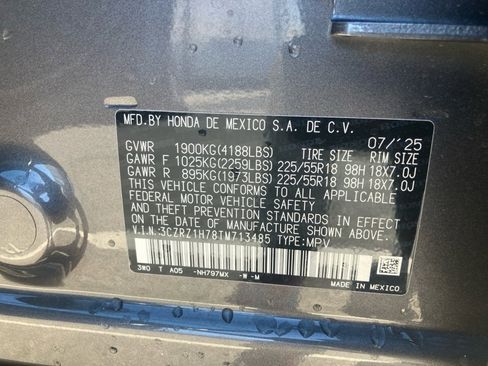 MFD.BY HONDA DE MEXICO S.A. DE C.V.
07/'25
GVWR 1900KG(4188LBS) TIRE SIZE RIM SIZE
GAWR F 1025KG(2259LBS) 225/55R18 98H 18X7.0J
GAWR R 895KG(1973LBS) 225/55R18 98H 18X7.0J
THIS VEHICLE CONFORMS TO ALL APPLICABLE
FEDERAL MOTOR VEHICLE SAFETY
AND THEFT PREVENTION STANDARDS IN EFFECT
ON THE DATE OF MANUFACTURE SHOWN ABOVE.
V.I.N:3CZRZ1H78TM713485 TYPE:MPV
3W0 T A05 -NH797MX -W-M
MADE IN MEXICO